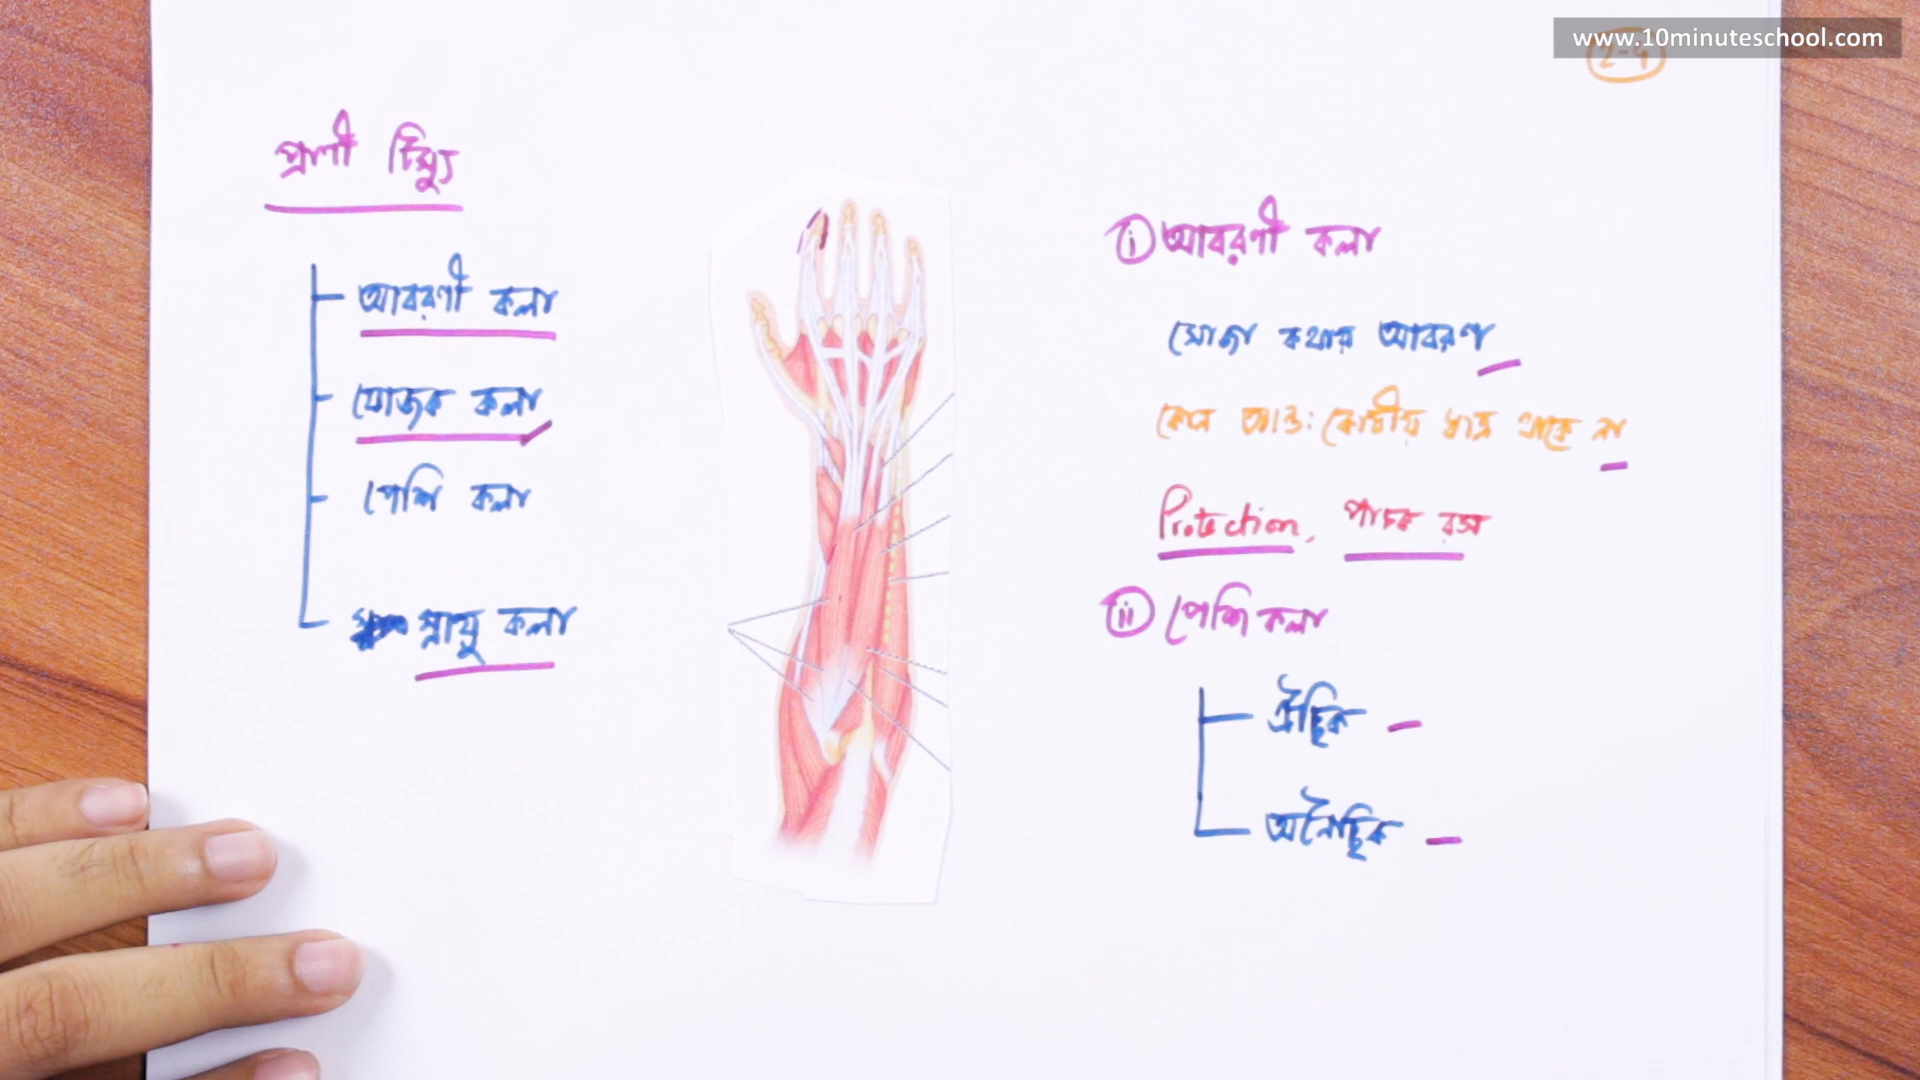 www.10minuteschool.com
প্রাণী টিস্যু
আবরণী কলা
যোজক কলা
পেশি কলা
স্নায়ু কলা
i আবরণী কলা
সোজা কথায় আবরণ
কোন আন্তঃকোষীয় ধাত্র থাকে না
Protection, পাচক রস
ii পেশি কলা
ঐচ্ছিক
অনৈচ্ছিক